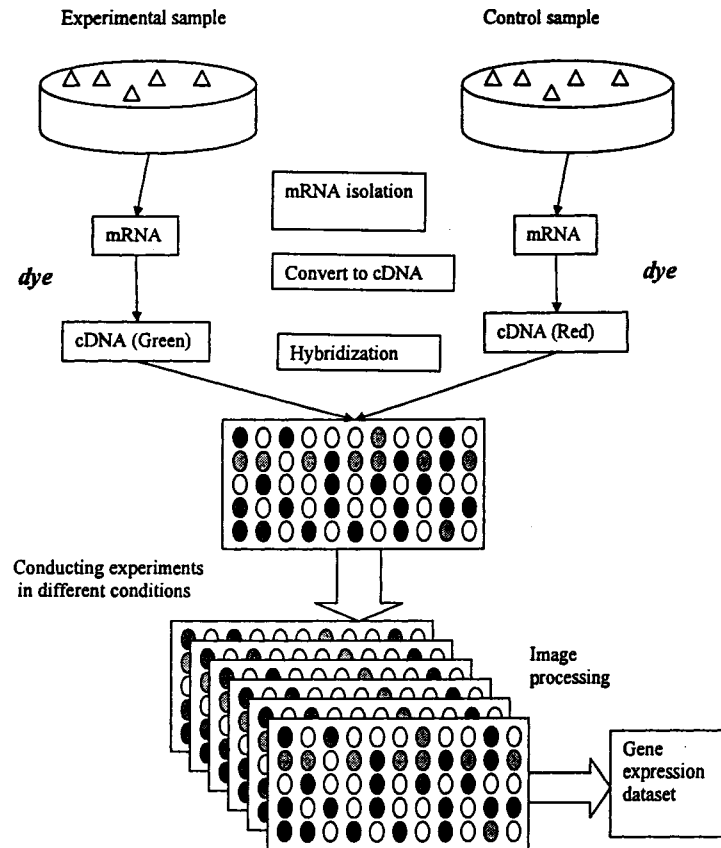 Experimental sample
Control sample
mRNA isolation
mRNA
mRNA
dye
Convert to cDNA
dye
cDNA (Green)
Hybridization
cDNA (Red)
Conducting experiments
in different conditions
Image
processing
Gene
expression
dataset